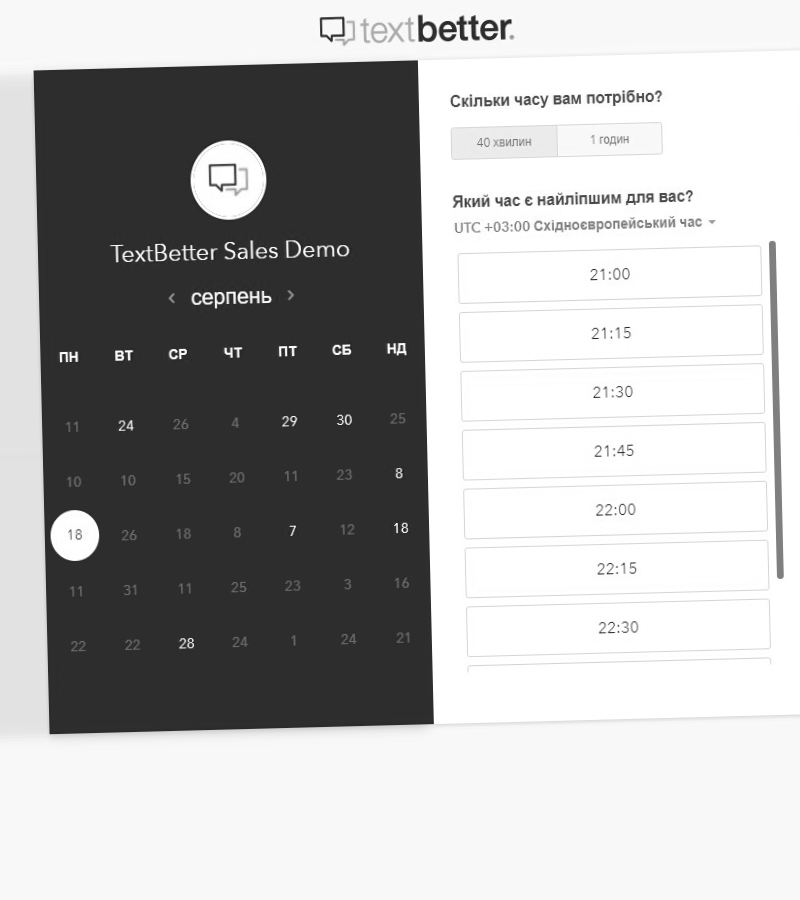 textbetter.
TextBetter Sales Demo
‹ серпень ›
ПН ВТ СР ЧТ ПТ СБ НД
11 24 26 4 29 30 25
10 10 15 20 11 23 8
18 26 18 8 7 12 18
11 31 11 25 23 3 16
22 22 28 24 1 24 21
Скільки часу вам потрібно?
40 хвилин 1 годин
Який час є найліпшим для вас?
UTC +03:00 Східноєвропейський час
21:00
21:15
21:30
21:45
22:00
22:15
22:30